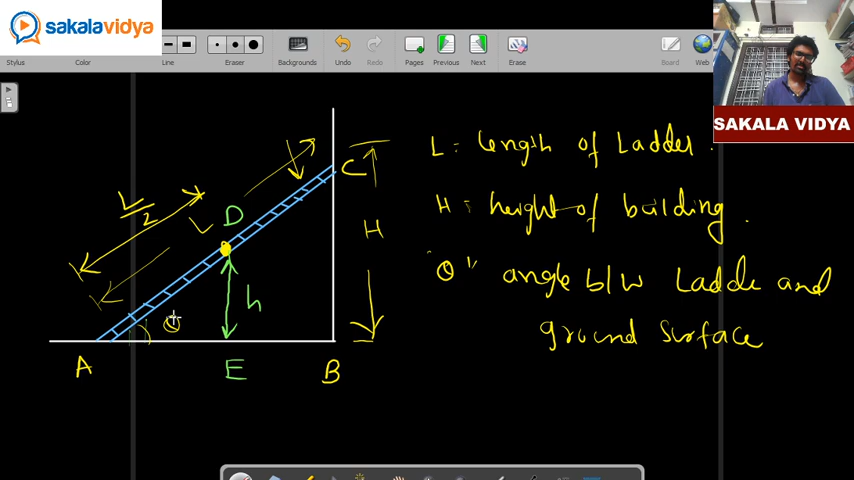 sakalavidya
Stylus
Color
Line
Eraser
Backgrounds
Undo
Redo
Pages
Previous
Next
Erase
Board
Web
SAKALA VIDYA
L = length of Ladder.
H = height of building.
θ = angle b/w Ladde and
ground surface
L/2
L
D
C
H
h
θ
A
E
B